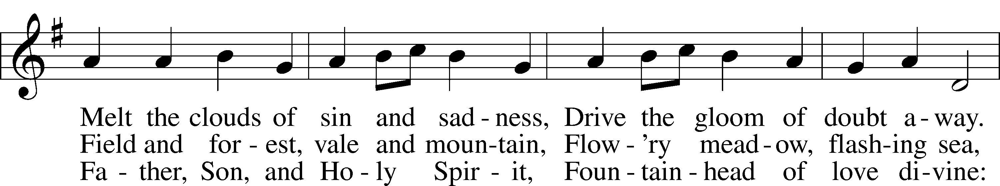 Melt the clouds of sin and sad - ness, Drive the gloom of doubt a - way.
Field and for - est, vale and moun - tain, Flow - 'ry mead - ow, flash - ing sea,
Fa - ther, Son, and Ho - ly Spir - it, Foun - tain - head of love di - vine: